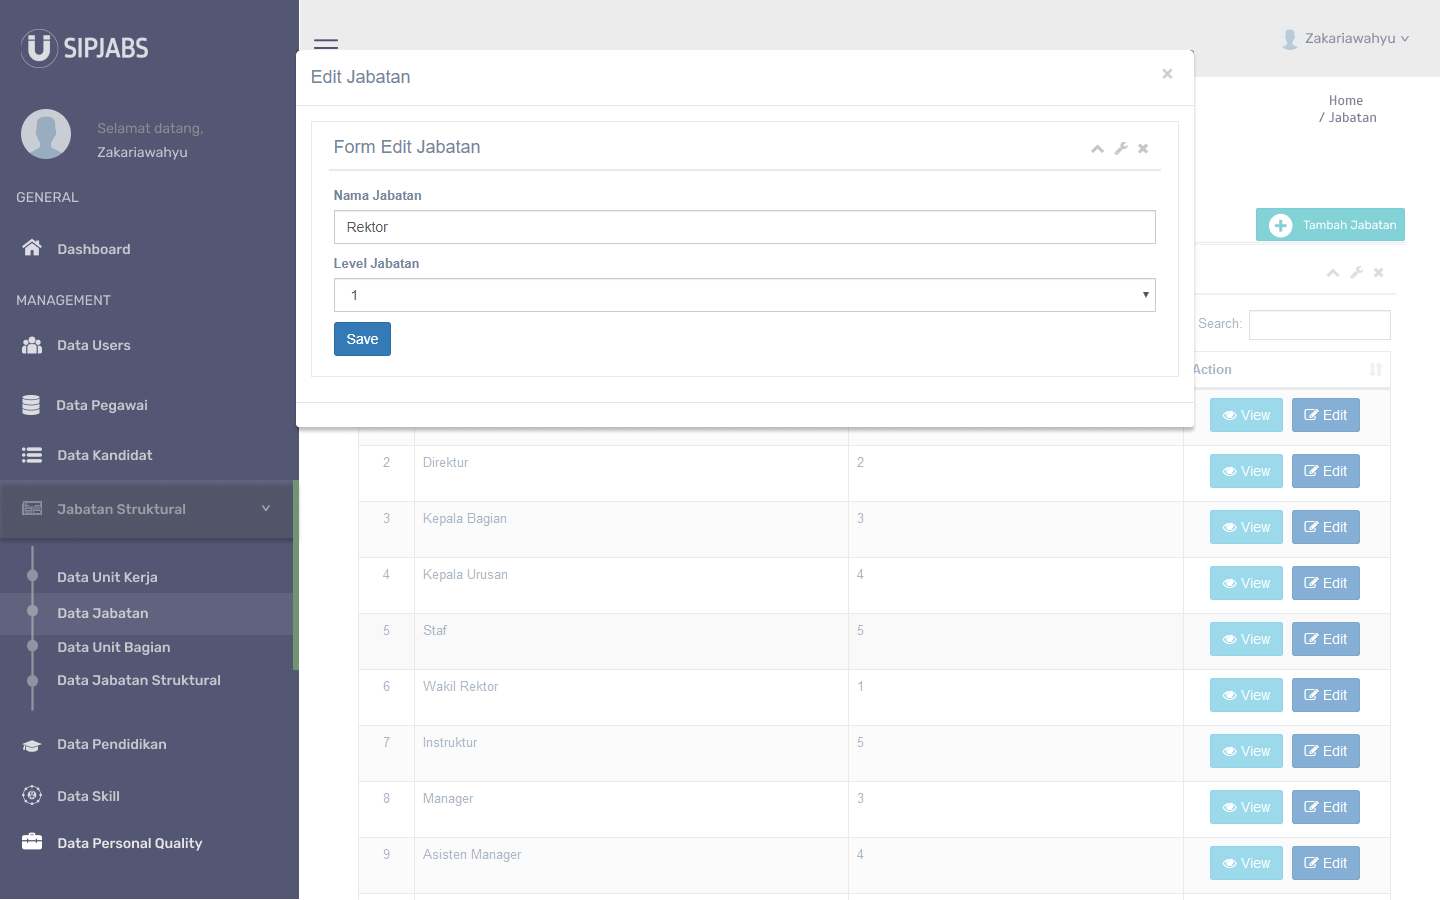 SIPJABS
Selamat datang,
Zakariawahyu
GENERAL
Dashboard
MANAGEMENT
Data Users
Data Pegawai
Data Kandidat
Jabatan Struktural
Data Unit Kerja
Data Jabatan
Data Unit Bagian
Data Jabatan Struktural
Data Pendidikan
Data Skill
Data Personal Quality
Zakariawahyu
Home
/ Jabatan
Tambah Jabatan
Edit Jabatan
Form Edit Jabatan
Nama Jabatan
Rektor
Level Jabatan
1
Save
Search:
Action
View Edit
2 Direktur 2 View Edit
3 Kepala Bagian 3 View Edit
4 Kepala Urusan 4 View Edit
5 Staf 5 View Edit
6 Wakil Rektor 1 View Edit
7 Instruktur 5 View Edit
8 Manager 3 View Edit
9 Asisten Manager 4 View Edit